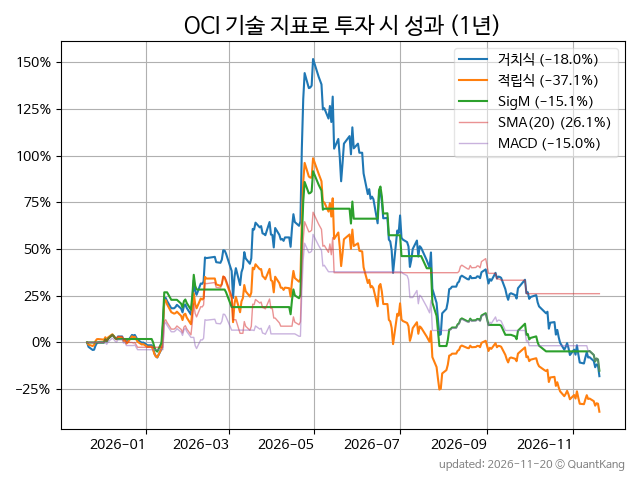 OCI 기술 지표로 투자 시 성과 (1년)
거치식 (−18.0%)
적립식 (−37.1%)
SigM (−15.1%)
SMA(20) (26.1%)
MACD (−15.0%)
150%
125%
100%
75%
50%
25%
0%
−25%
2026-01
2026-03
2026-05
2026-07
2026-09
2026-11
updated: 2026-11-20 © QuantKang